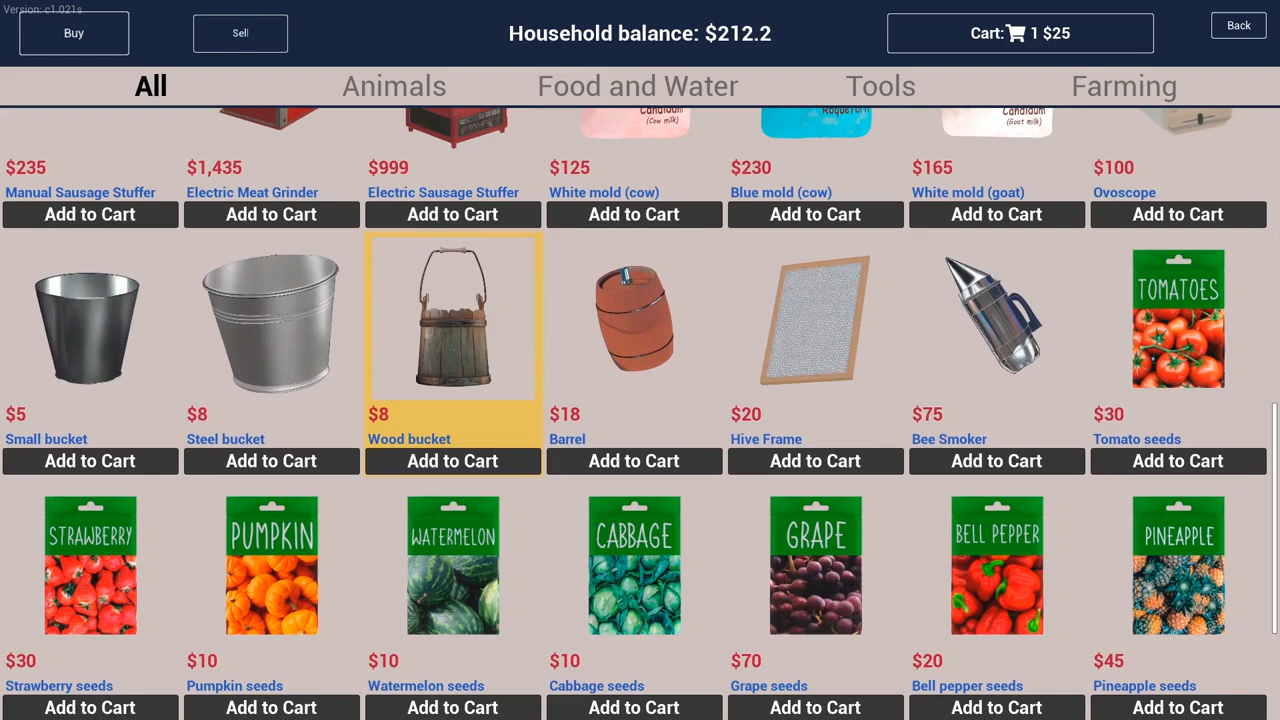 Version: c1.021s
Buy
Sell
Household balance: $212.2
Cart: 1 $25
Back
All
Animals
Food and Water
Tools
Farming
Candidum
(Cow milk)
Roqueforti
Candidum
(Goat milk)
$235
$1,435
$999
$125
$230
$165
$100
Manual Sausage Stuffer
Electric Meat Grinder
Electric Sausage Stuffer
White mold (cow)
Blue mold (cow)
White mold (goat)
Ovoscope
Add to Cart
Add to Cart
Add to Cart
Add to Cart
Add to Cart
Add to Cart
Add to Cart
TOMATOES
$5
$8
$8
$18
$20
$75
$30
Small bucket
Steel bucket
Wood bucket
Barrel
Hive Frame
Bee Smoker
Tomato seeds
Add to Cart
Add to Cart
Add to Cart
Add to Cart
Add to Cart
Add to Cart
Add to Cart
STRAWBERRY
PUMPKIN
WATERMELON
CABBAGE
GRAPE
BELL PEPPER
PINEAPPLE
$30
$10
$10
$10
$70
$20
$45
Strawberry seeds
Pumpkin seeds
Watermelon seeds
Cabbage seeds
Grape seeds
Bell pepper seeds
Pineapple seeds
Add to Cart
Add to Cart
Add to Cart
Add to Cart
Add to Cart
Add to Cart
Add to Cart